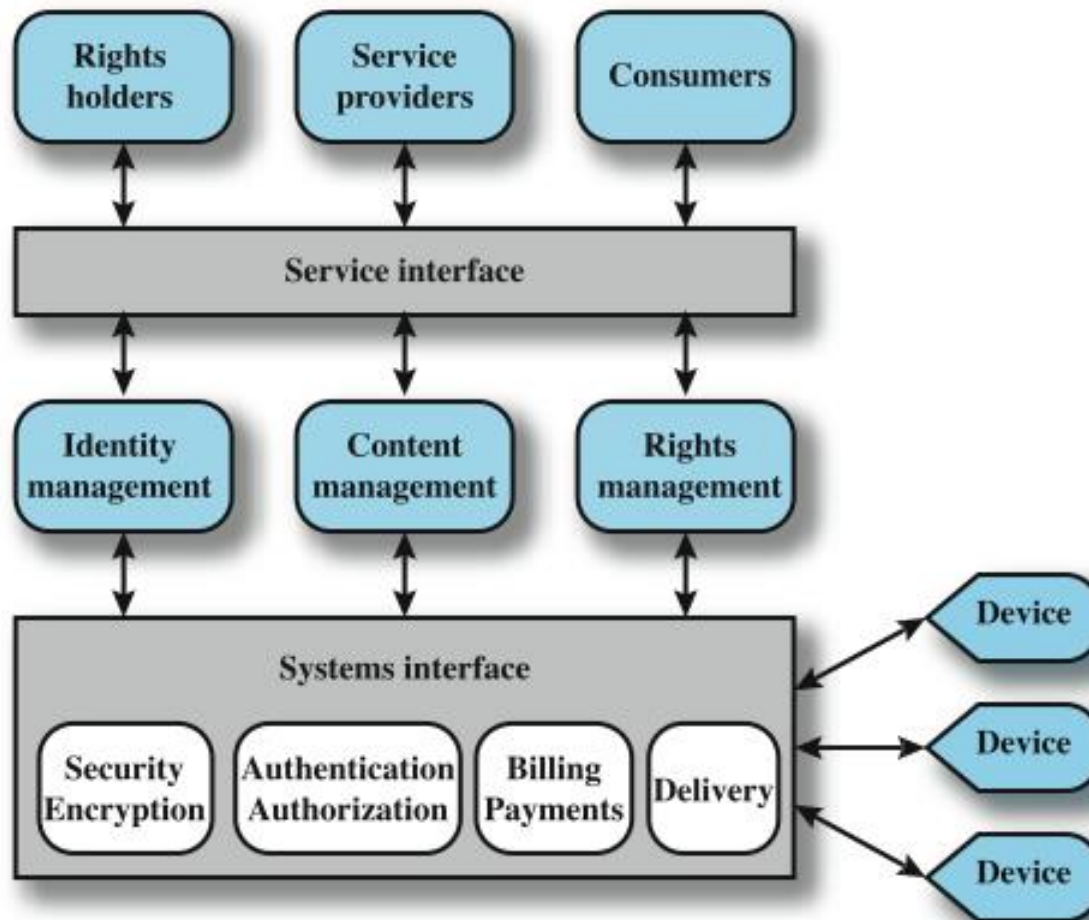 Rights
holders
Service
providers
Consumers
Service interface
Identity
management
Content
management
Rights
management
Systems interface
Security
Encryption
Authentication
Authorization
Billing
Payments
Delivery
Device
Device
Device